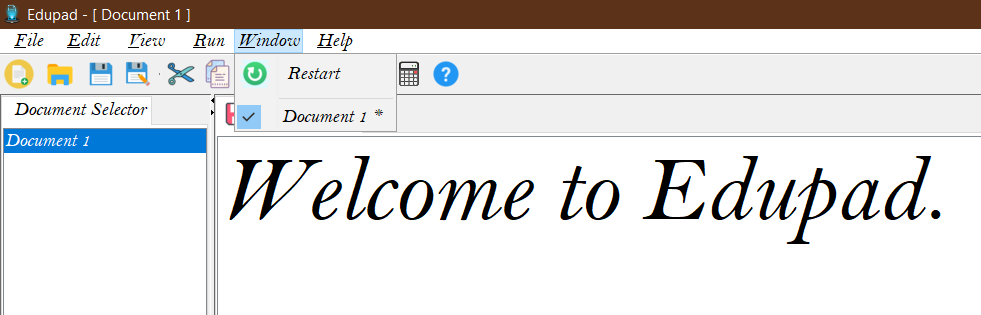 Edupad - [ Document 1 ]
File Edit View Run Window Help
Restart
Document Selector
Document 1 *
Document 1
Welcome to Edupad.